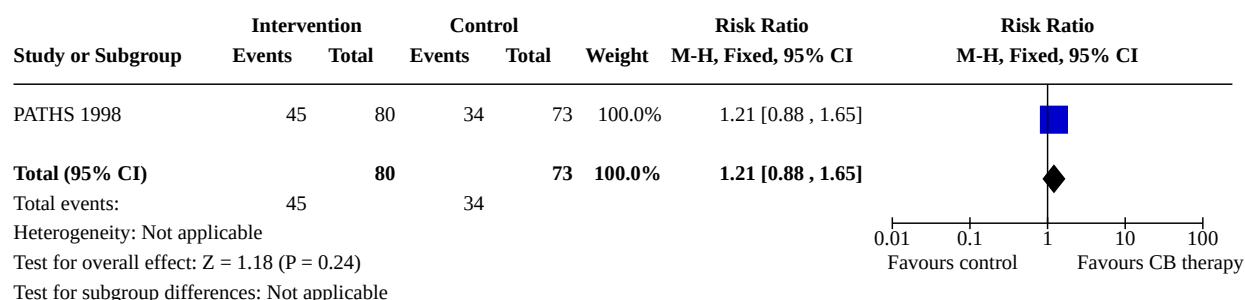 Intervention Control Risk Ratio Risk Ratio
Study or Subgroup Events Total Events Total Weight M-H, Fixed, 95% CI M-H, Fixed, 95% CI
PATHS 1998 45 80 34 73 100.0% 1.21 [0.88 , 1.65]
Total (95% CI) 80 73 100.0% 1.21 [0.88 , 1.65]
Total events: 45 34
Heterogeneity: Not applicable
Test for overall effect: Z = 1.18 (P = 0.24)
Test for subgroup differences: Not applicable
0.01 0.1 1 10 100
Favours control Favours CB therapy